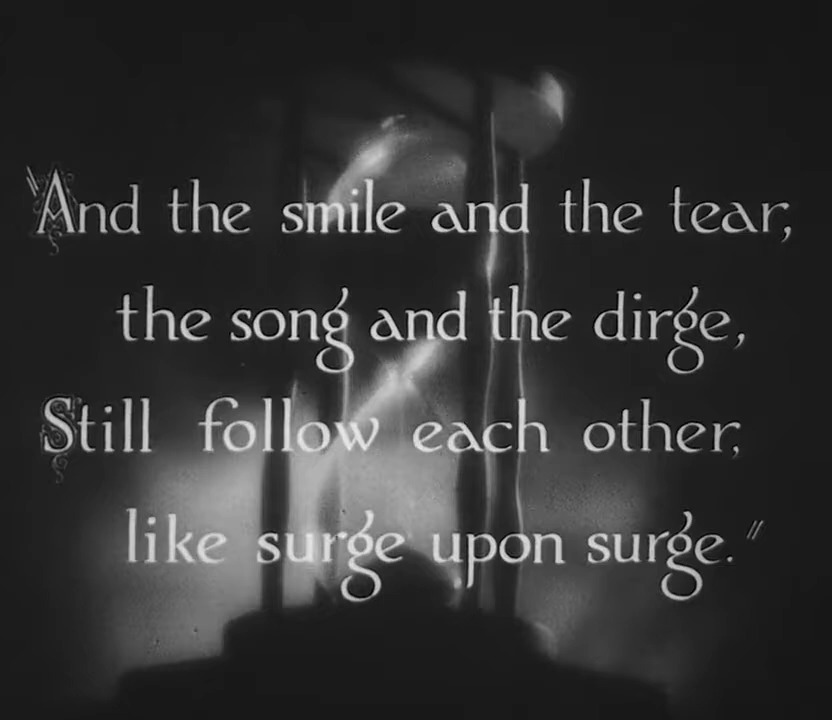 "And the smile and the tear,
the song and the dirge,
Still follow each other,
like surge upon surge."